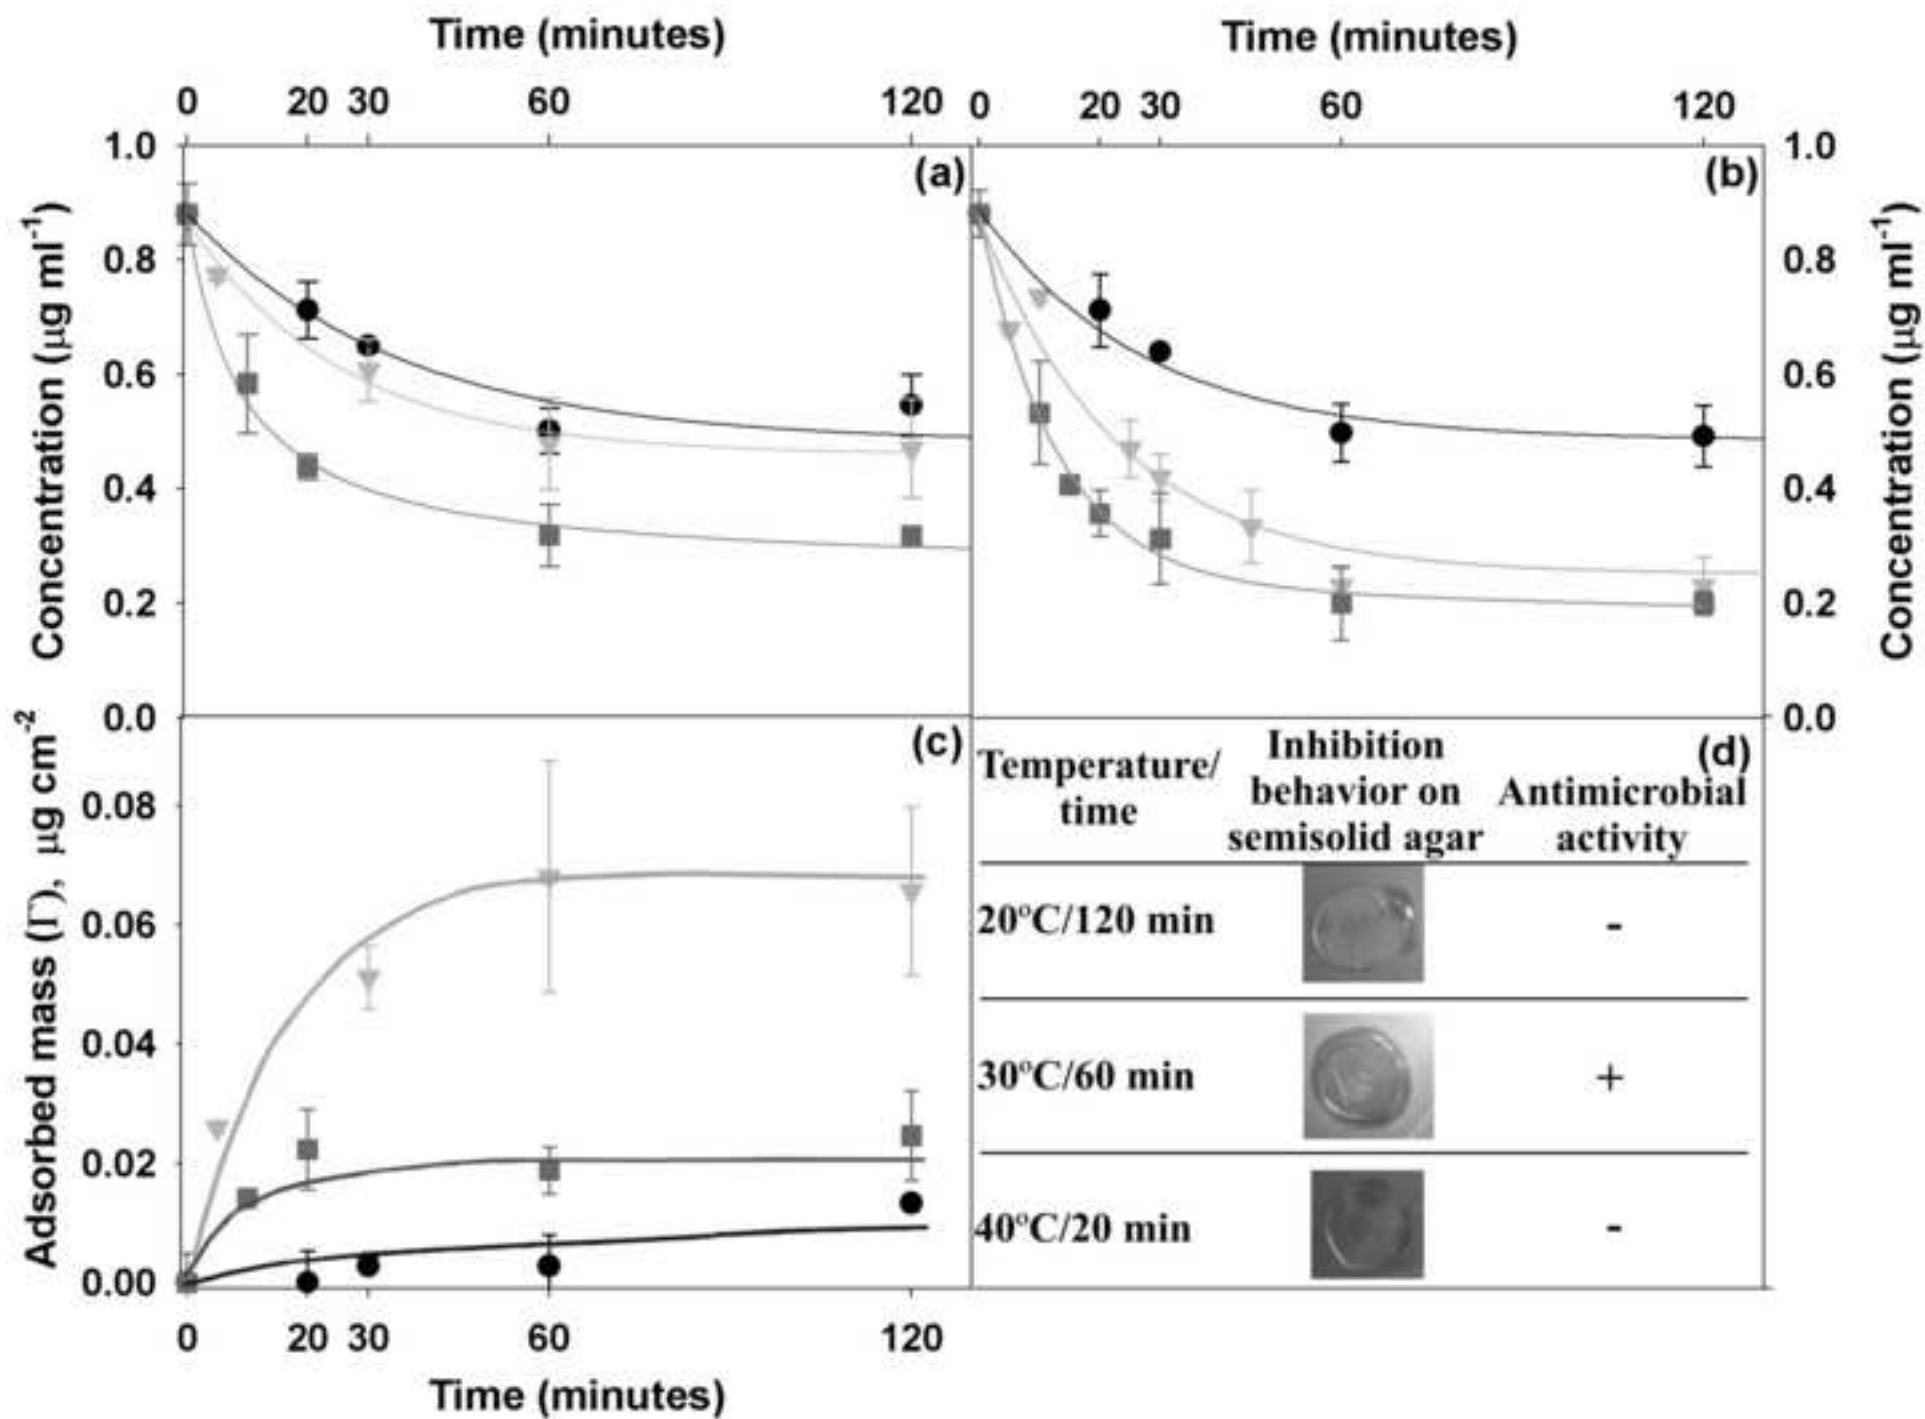 Time (minutes)
Time (minutes)
0 20 30 60 120
0 20 30 60 120
1.0
0.8
0.6
0.4
0.2
0.0
Concentration (μg ml⁻¹)
(a)
(b)
1.0
0.8
0.6
0.4
0.2
0.0
Concentration (μg ml⁻¹)
(c)
0.08
0.06
0.04
0.02
0.00
Adsorbed mass (Γ), μg cm⁻²
0 20 30 60 120
Time (minutes)
(d)
Temperature/
time
Inhibition
behavior on
semisolid agar
Antimicrobial
activity
20ºC/120 min -
30ºC/60 min +
40ºC/20 min -